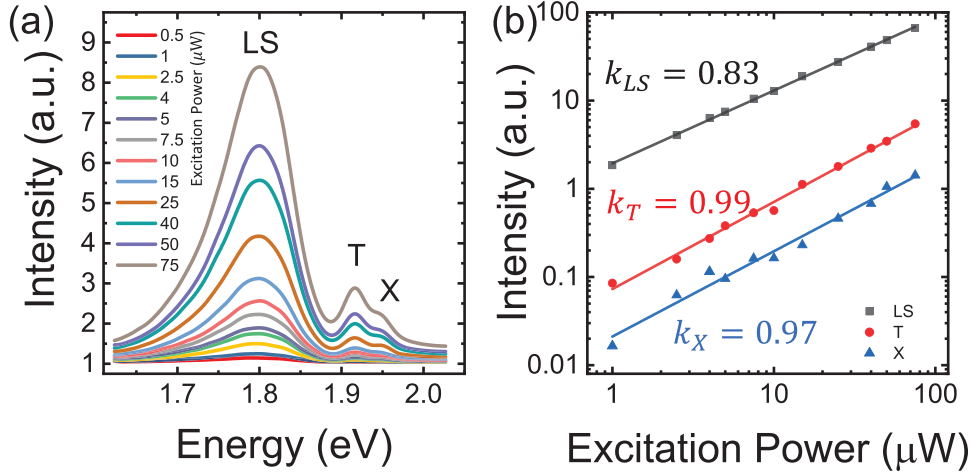 (a)
Intensity (a.u.)
9
8
7
6
5
4
3
2
1
0.5
1
2.5
4
5
7.5
10
15
25
40
50
75
Excitation Power (μW)
LS
T
X
1.7
1.8
1.9
2.0
Energy (eV)
(b)
Intensity (a.u.)
100
10
1
0.1
0.01
k_LS = 0.83
k_T = 0.99
k_X = 0.97
LS
T
X
1
10
100
Excitation Power (μW)